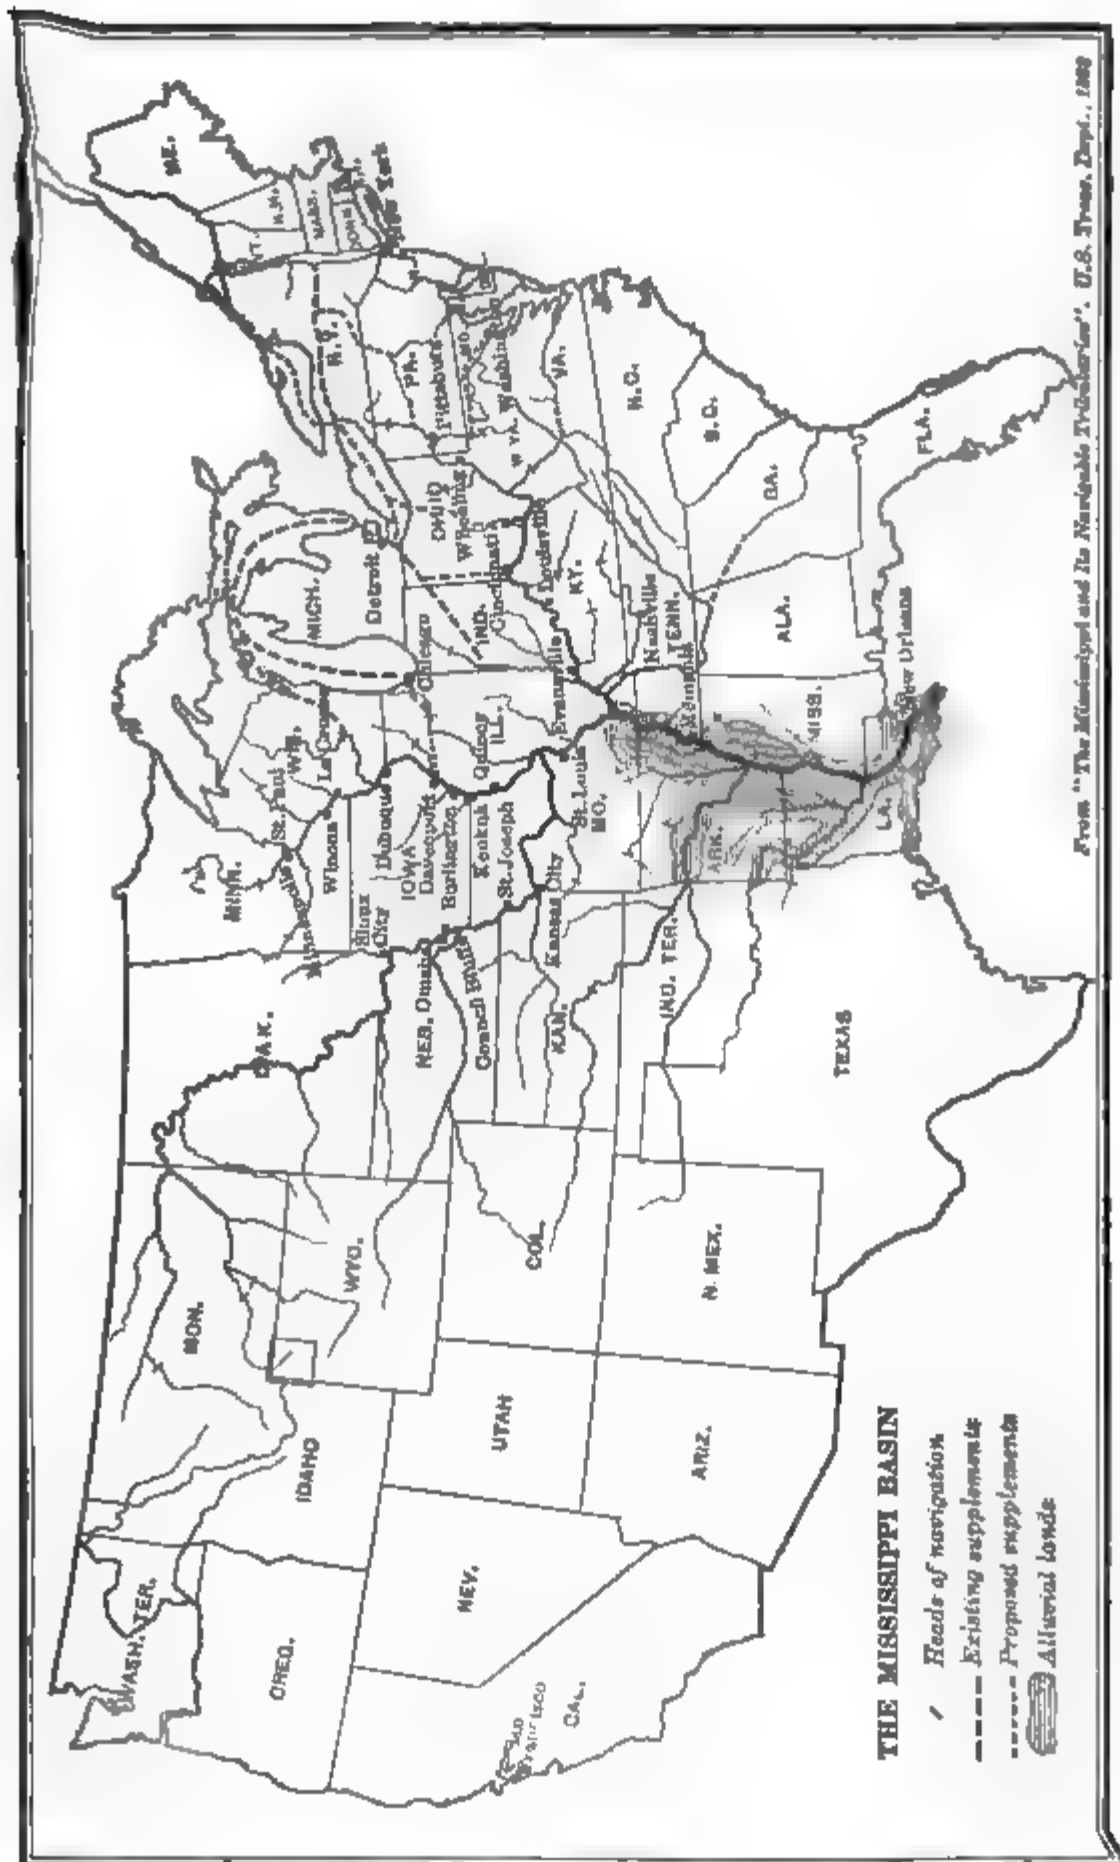 THE MISSISSIPPI BASIN
Heads of navigation
Existing supplements
Proposed supplements
Alluvial lands
WASH. TER.
OREG.
CAL.
NEV.
IDAHO
UTAH
ARIZ.
MON.
WYO.
COL.
N. MEX.
DAK.
NEB.
Omaha
Council Bluffs
KAN.
IND. TER.
TEXAS
MINN.
Minneapolis
St. Paul
Winona
Sioux
City
Dubuque
IOWA
Davenport
Burlington
Keokuk
St. Joseph
Kansas City
St. Louis
MO.
ARK.
LA.
WIS.
La Crosse
Chicago
Quincy
ILL.
Evansville
MICH.
Detroit
IND.
Cincinnati
Louisville
KY.
Nashville
TENN.
Memphis
MISS.
ALA.
New Orleans
OHIO
Wheeling
W. VA.
PA.
Pittsburg
VA.
N.C.
S.C.
GA.
FLA.
N.Y.
New York
VT.
N.H.
MASS.
CONN.
ME.
From "The Mississippi and Its Navigable Tributaries". U.S. Treas. Dept.,